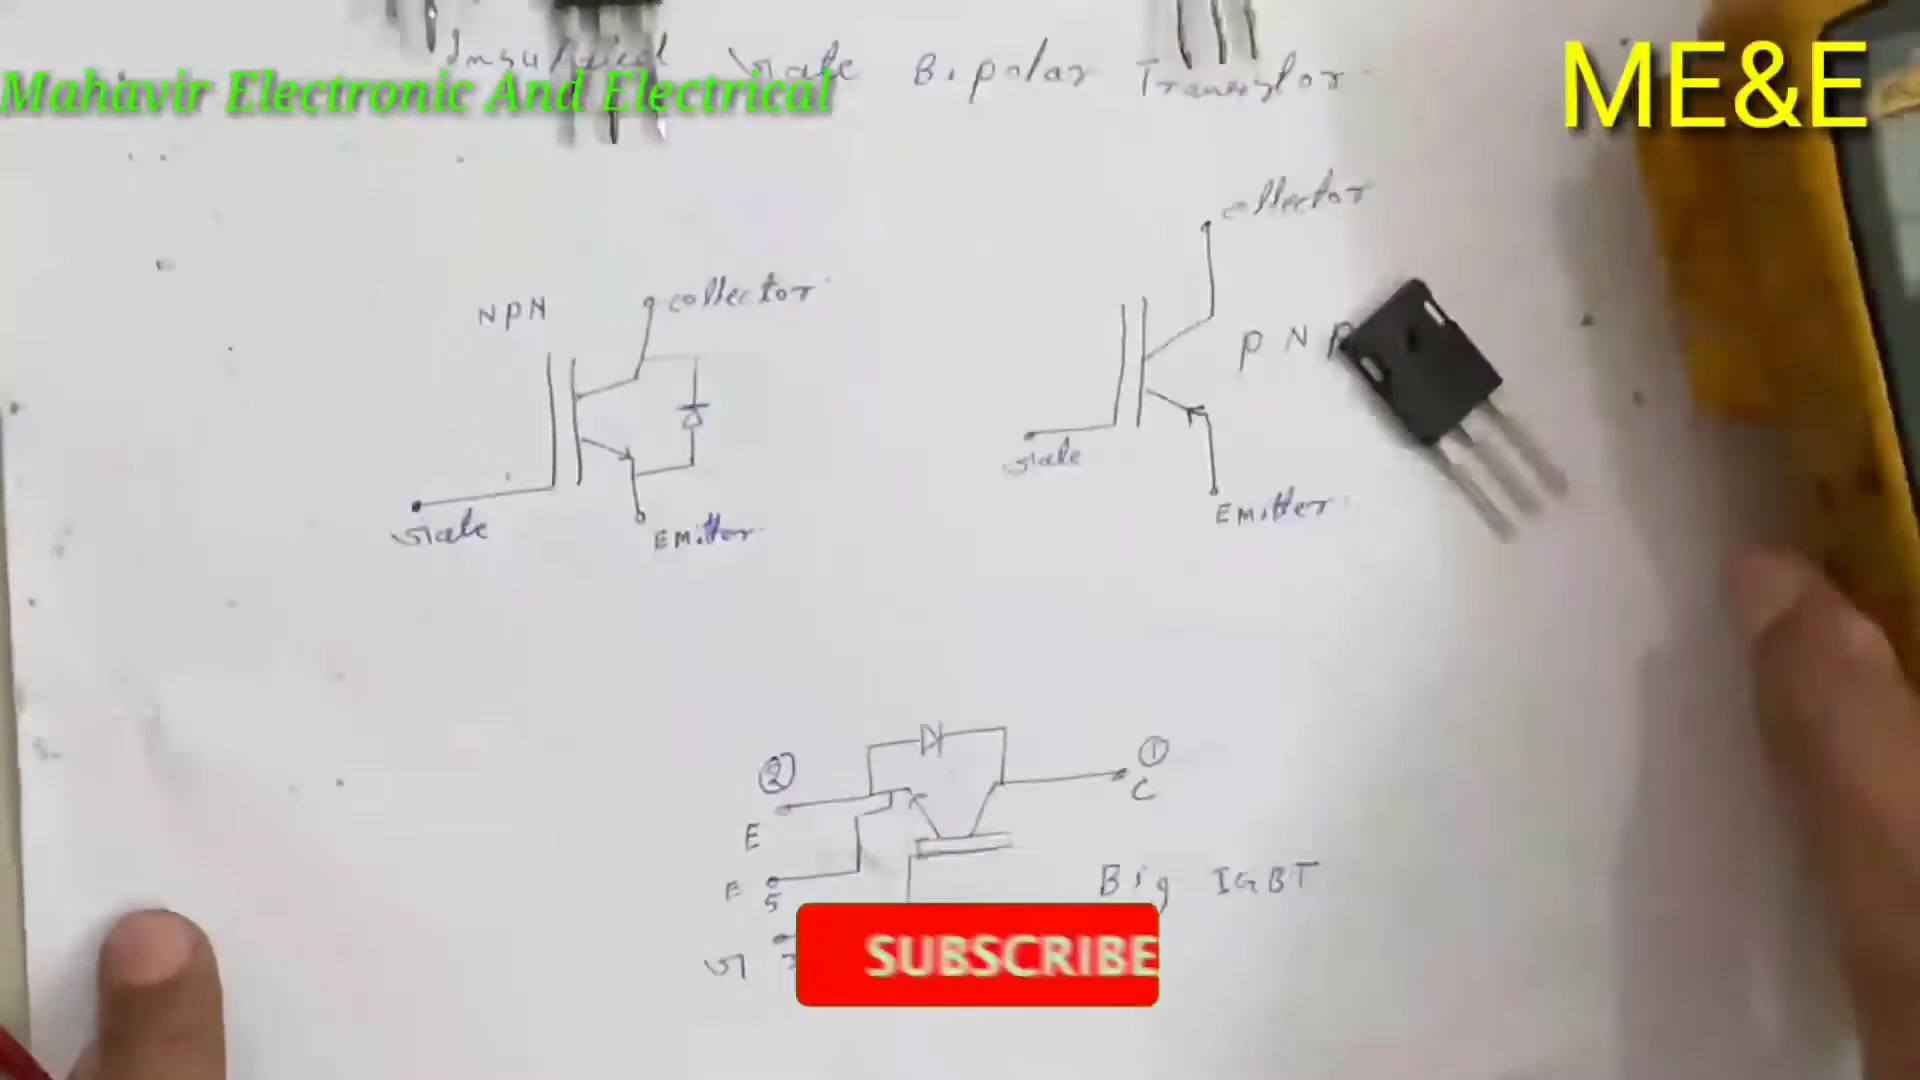 Insulated Gate Bipolar Transistor
Mahavir Electronic And Electrical
ME&E
collector
NPN
collector
PNP
Gate
Emitter
Gate
Emitter
2
1
E
C
E
5
Big IGBT
G
SUBSCRIBE